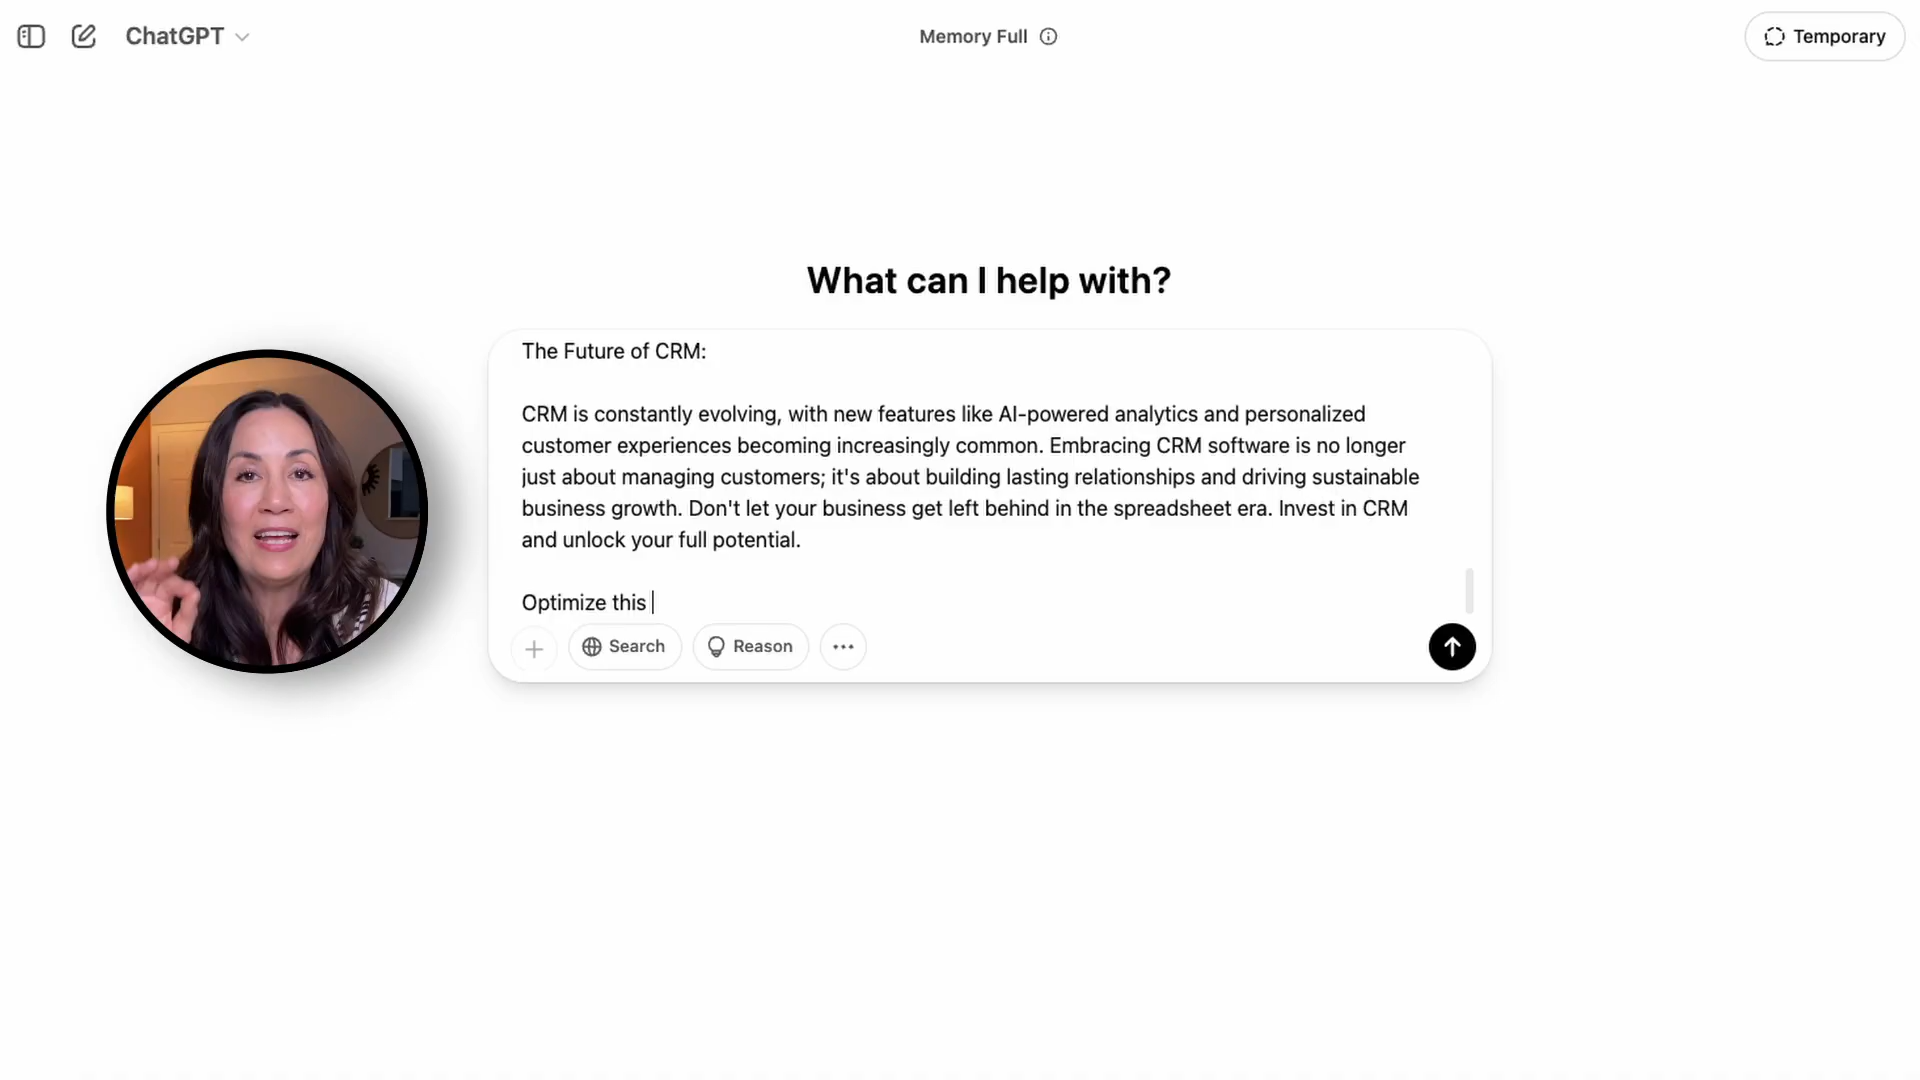 ChatGPT
Memory Full
Temporary
What can I help with?
The Future of CRM:
CRM is constantly evolving, with new features like AI-powered analytics and personalized
customer experiences becoming increasingly common. Embracing CRM software is no longer
just about managing customers; it's about building lasting relationships and driving sustainable
business growth. Don't let your business get left behind in the spreadsheet era. Invest in CRM
and unlock your full potential.
Optimize this
Search
Reason